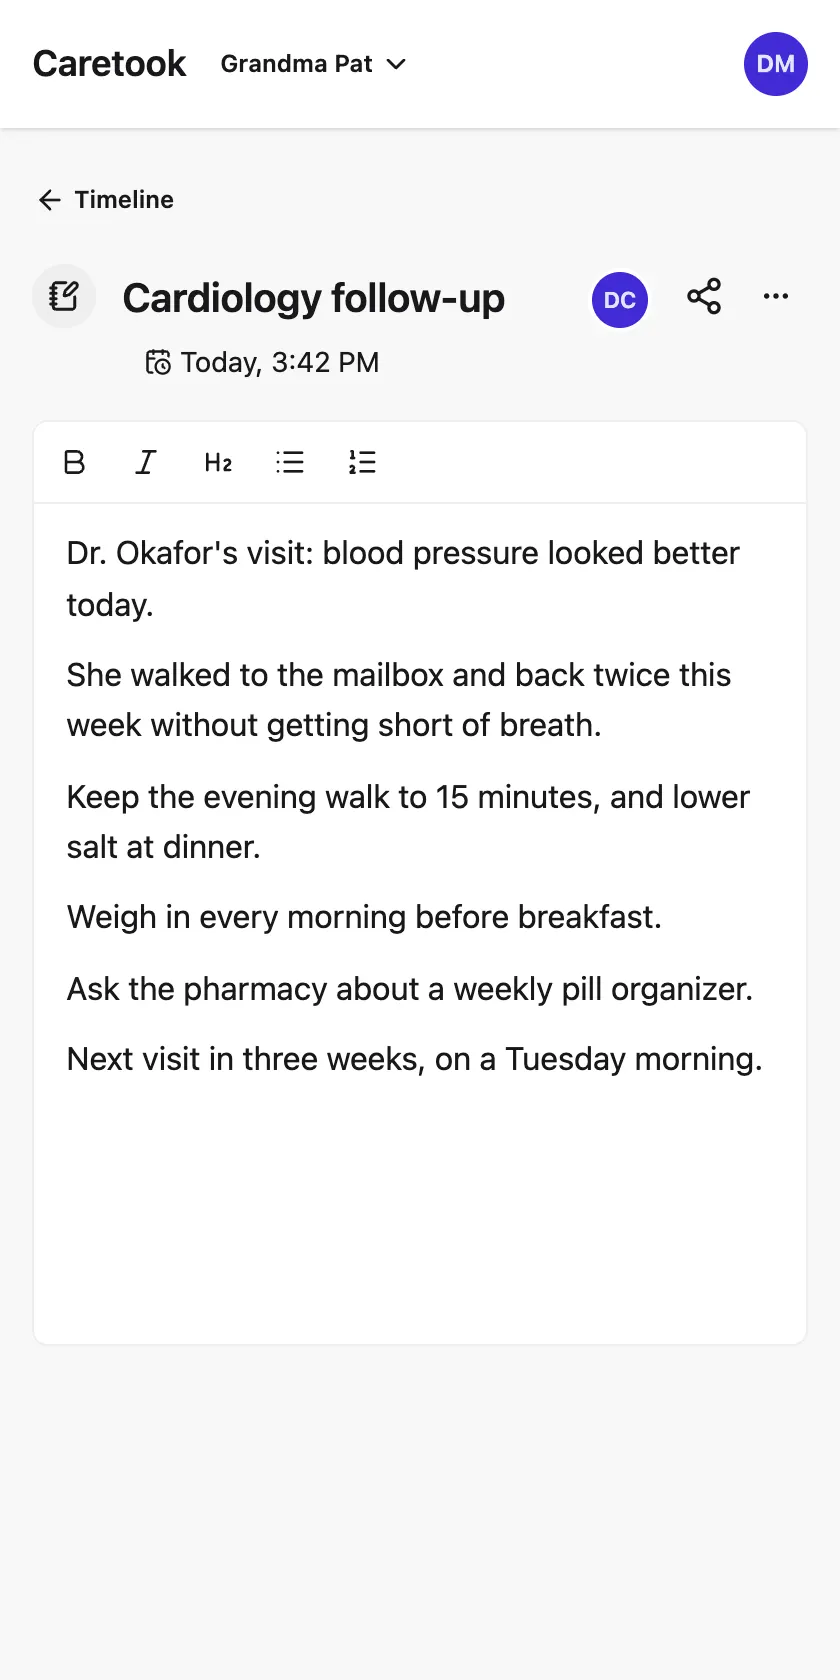 Caretook
Grandma Pat
DM
Timeline
Cardiology follow-up
DC
Today, 3:42 PM
B
I
H2
Dr. Okafor's visit: blood pressure looked better
today.
She walked to the mailbox and back twice this
week without getting short of breath.
Keep the evening walk to 15 minutes, and lower
salt at dinner.
Weigh in every morning before breakfast.
Ask the pharmacy about a weekly pill organizer.
Next visit in three weeks, on a Tuesday morning.